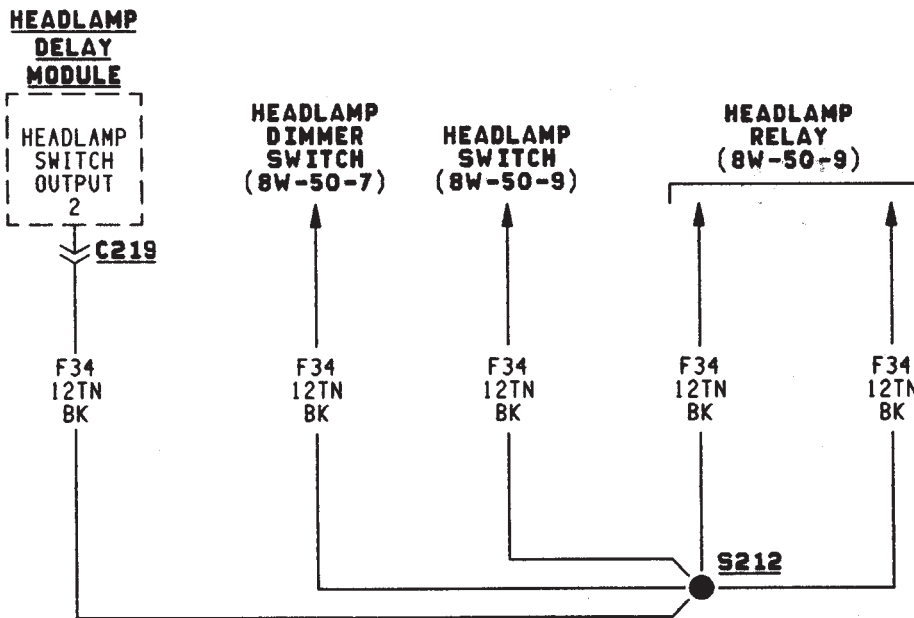 HEADLAMP
DELAY
MODULE
HEADLAMP
SWITCH
OUTPUT
2
C219
HEADLAMP
DIMMER
SWITCH
(8W-50-7)
HEADLAMP
SWITCH
(8W-50-9)
HEADLAMP
RELAY
(8W-50-9)
F34
12TN
BK
F34
12TN
BK
F34
12TN
BK
F34
12TN
BK
F34
12TN
BK
S212